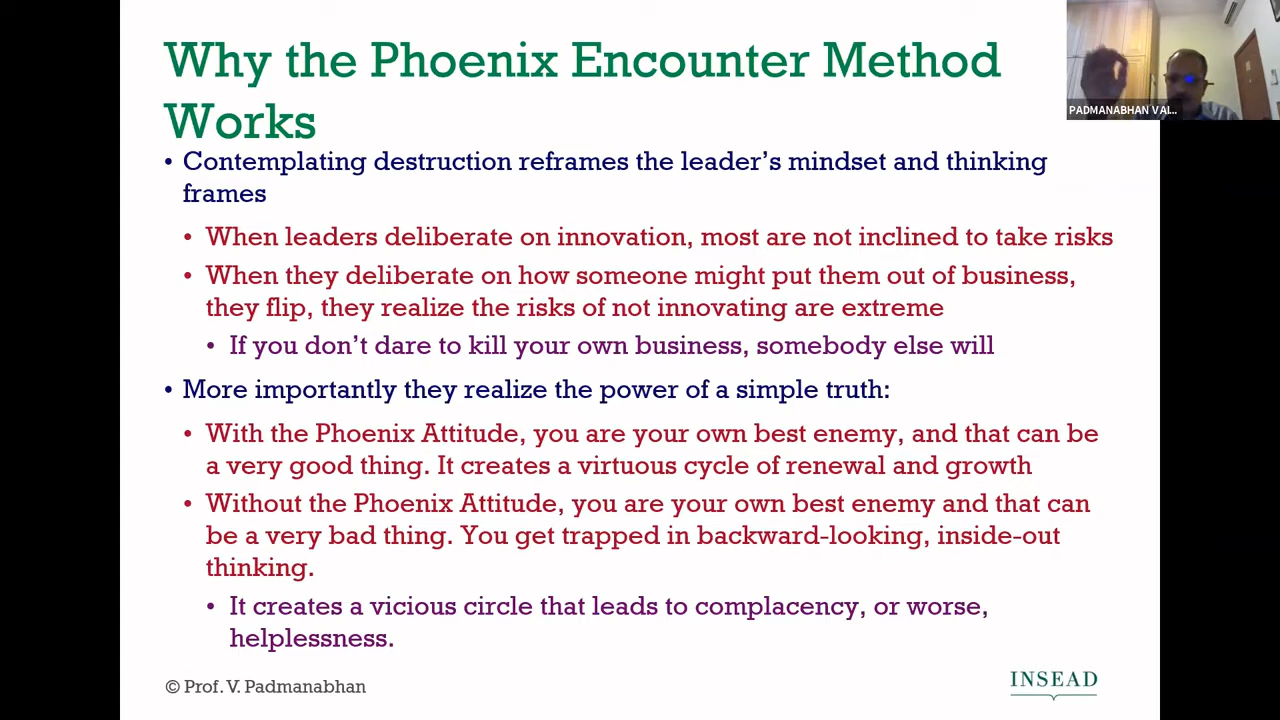 Why the Phoenix Encounter Method
Works
• Contemplating destruction reframes the leader’s mindset and thinking
frames
• When leaders deliberate on innovation, most are not inclined to take risks
• When they deliberate on how someone might put them out of business,
they flip, they realize the risks of not innovating are extreme
• If you don’t dare to kill your own business, somebody else will
• More importantly they realize the power of a simple truth:
• With the Phoenix Attitude, you are your own best enemy, and that can be
a very good thing. It creates a virtuous cycle of renewal and growth
• Without the Phoenix Attitude, you are your own best enemy and that can
be a very bad thing. You get trapped in backward-looking, inside-out
thinking.
• It creates a vicious circle that leads to complacency, or worse,
helplessness.
© Prof. V. Padmanabhan
INSEAD
PADMANABHAN VAI...